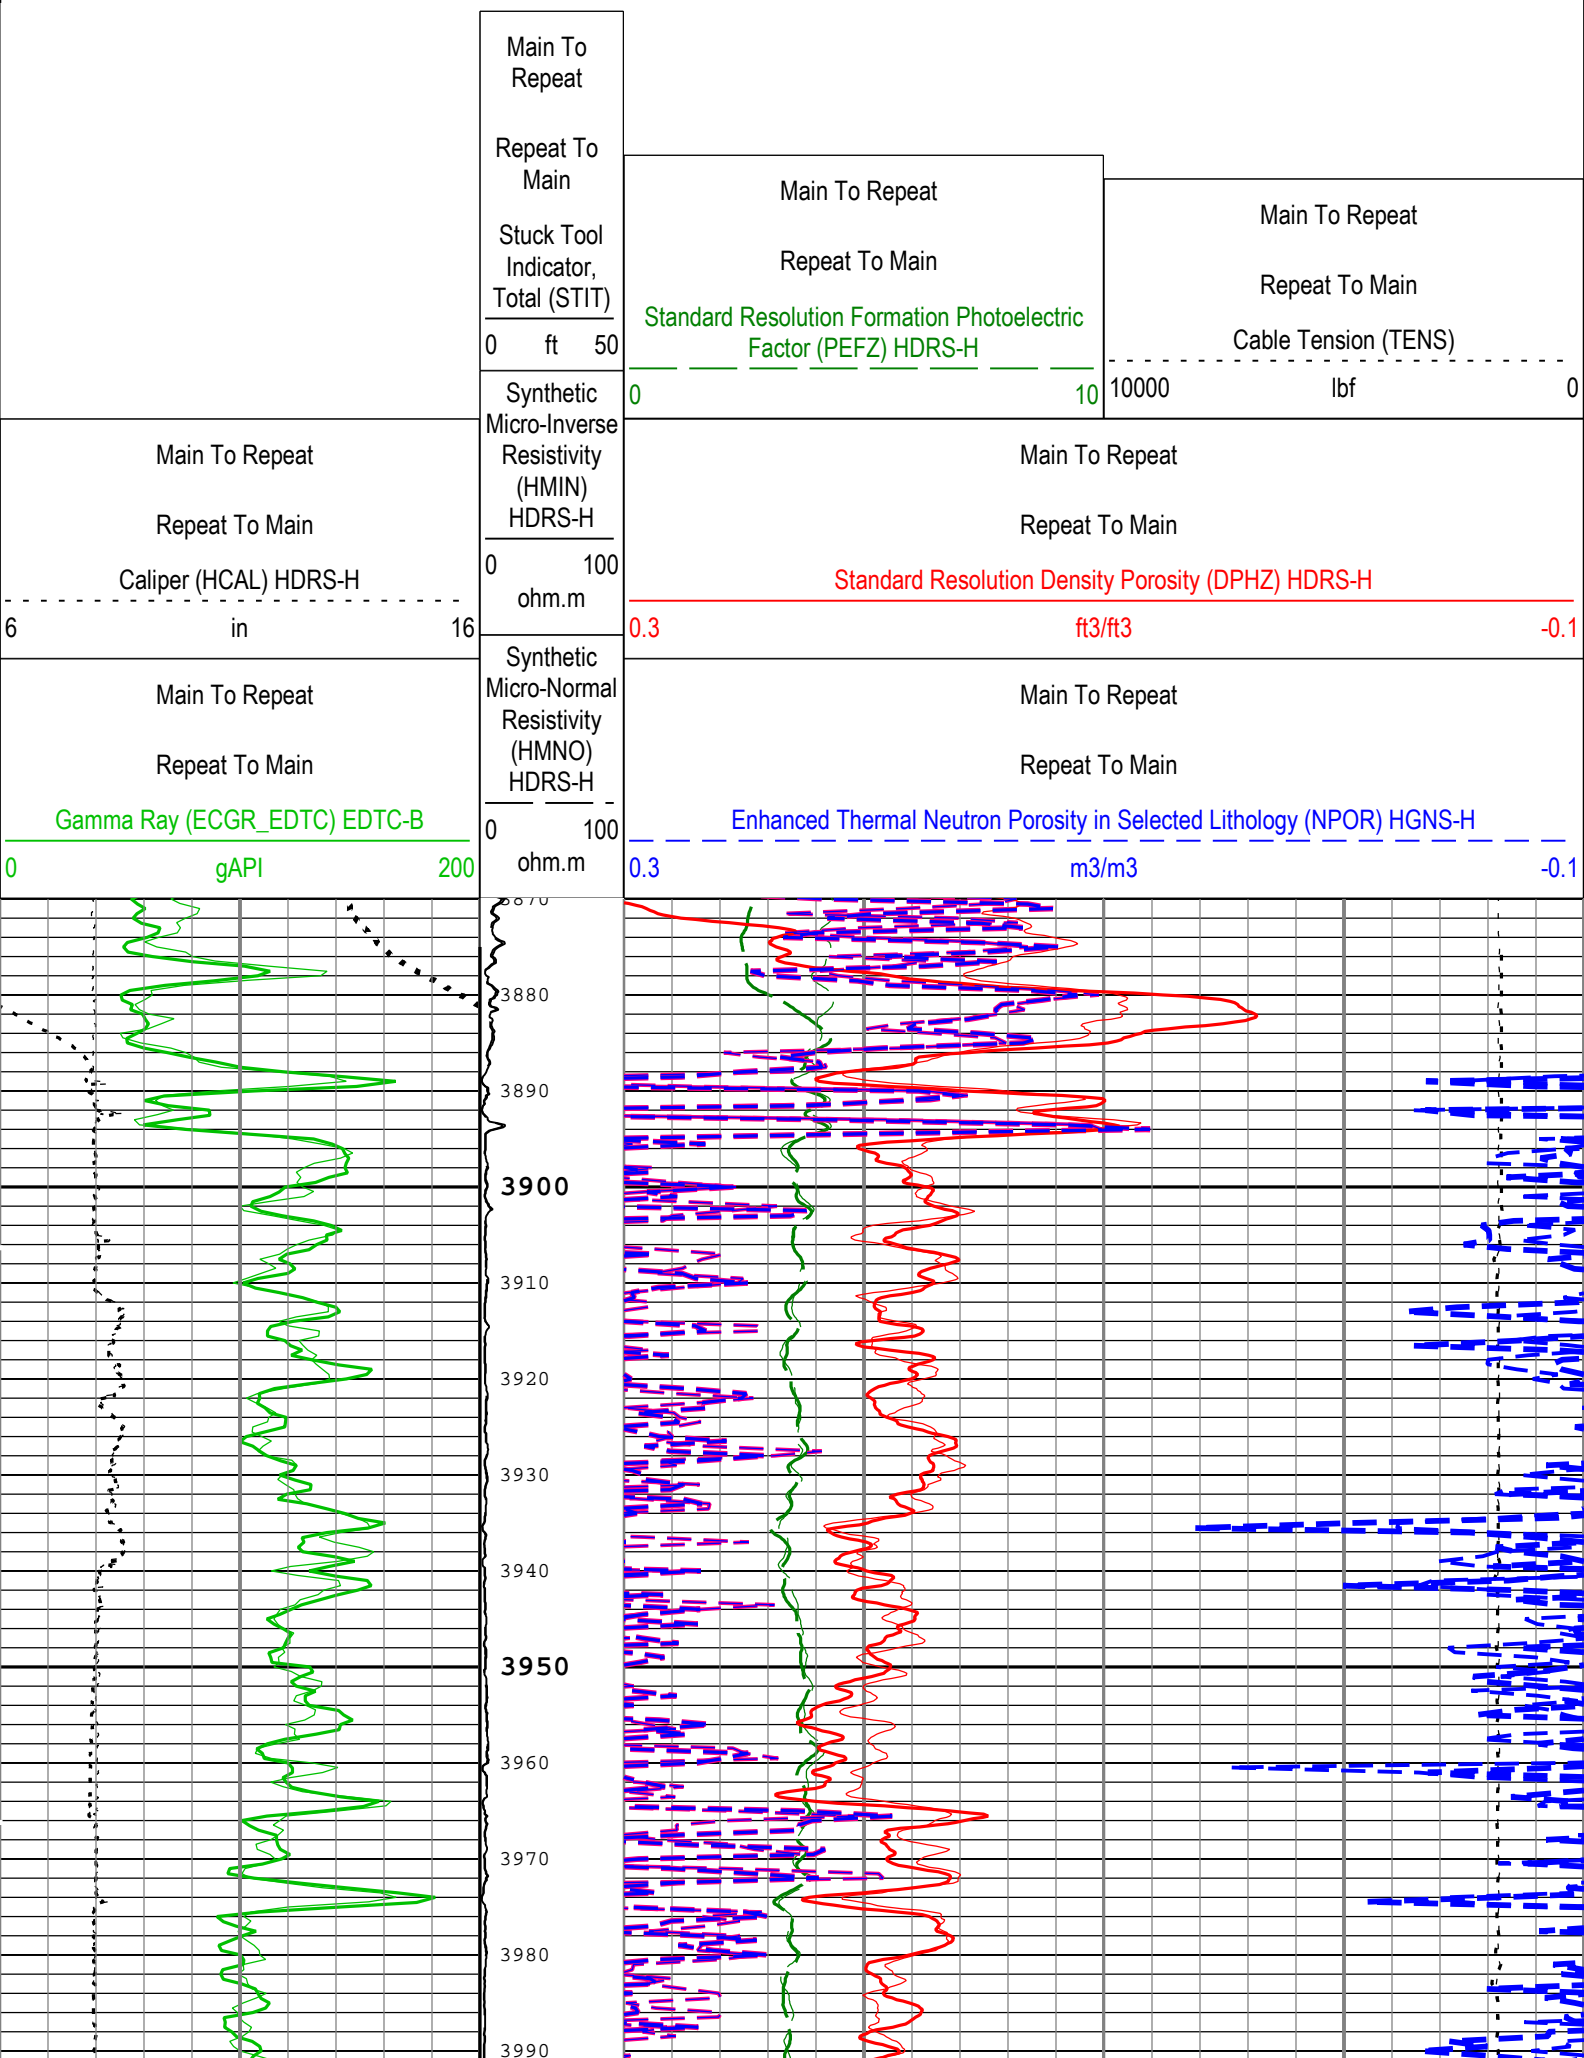 Main To
Repeat
Repeat To
Main
Stuck Tool
Indicator,
Total (STIT)
0 ft 50
Main To Repeat
Repeat To Main
Standard Resolution Formation Photoelectric
Factor (PEFZ) HDRS-H
0 10
Main To Repeat
Repeat To Main
Cable Tension (TENS)
10000 lbf 0
Synthetic
Micro-Inverse
Resistivity
(HMIN)
HDRS-H
0 100
ohm.m
Main To Repeat
Repeat To Main
Caliper (HCAL) HDRS-H
6 in 16
Main To Repeat
Repeat To Main
Standard Resolution Density Porosity (DPHZ) HDRS-H
0.3 ft3/ft3 -0.1
Synthetic
Micro-Normal
Resistivity
(HMNO)
HDRS-H
0 100
ohm.m
Main To Repeat
Repeat To Main
Gamma Ray (ECGR_EDTC) EDTC-B
0 gAPI 200
Main To Repeat
Repeat To Main
Enhanced Thermal Neutron Porosity in Selected Lithology (NPOR) HGNS-H
0.3 m3/m3 -0.1
3870
3880
3890
3900
3910
3920
3930
3940
3950
3960
3970
3980
3990